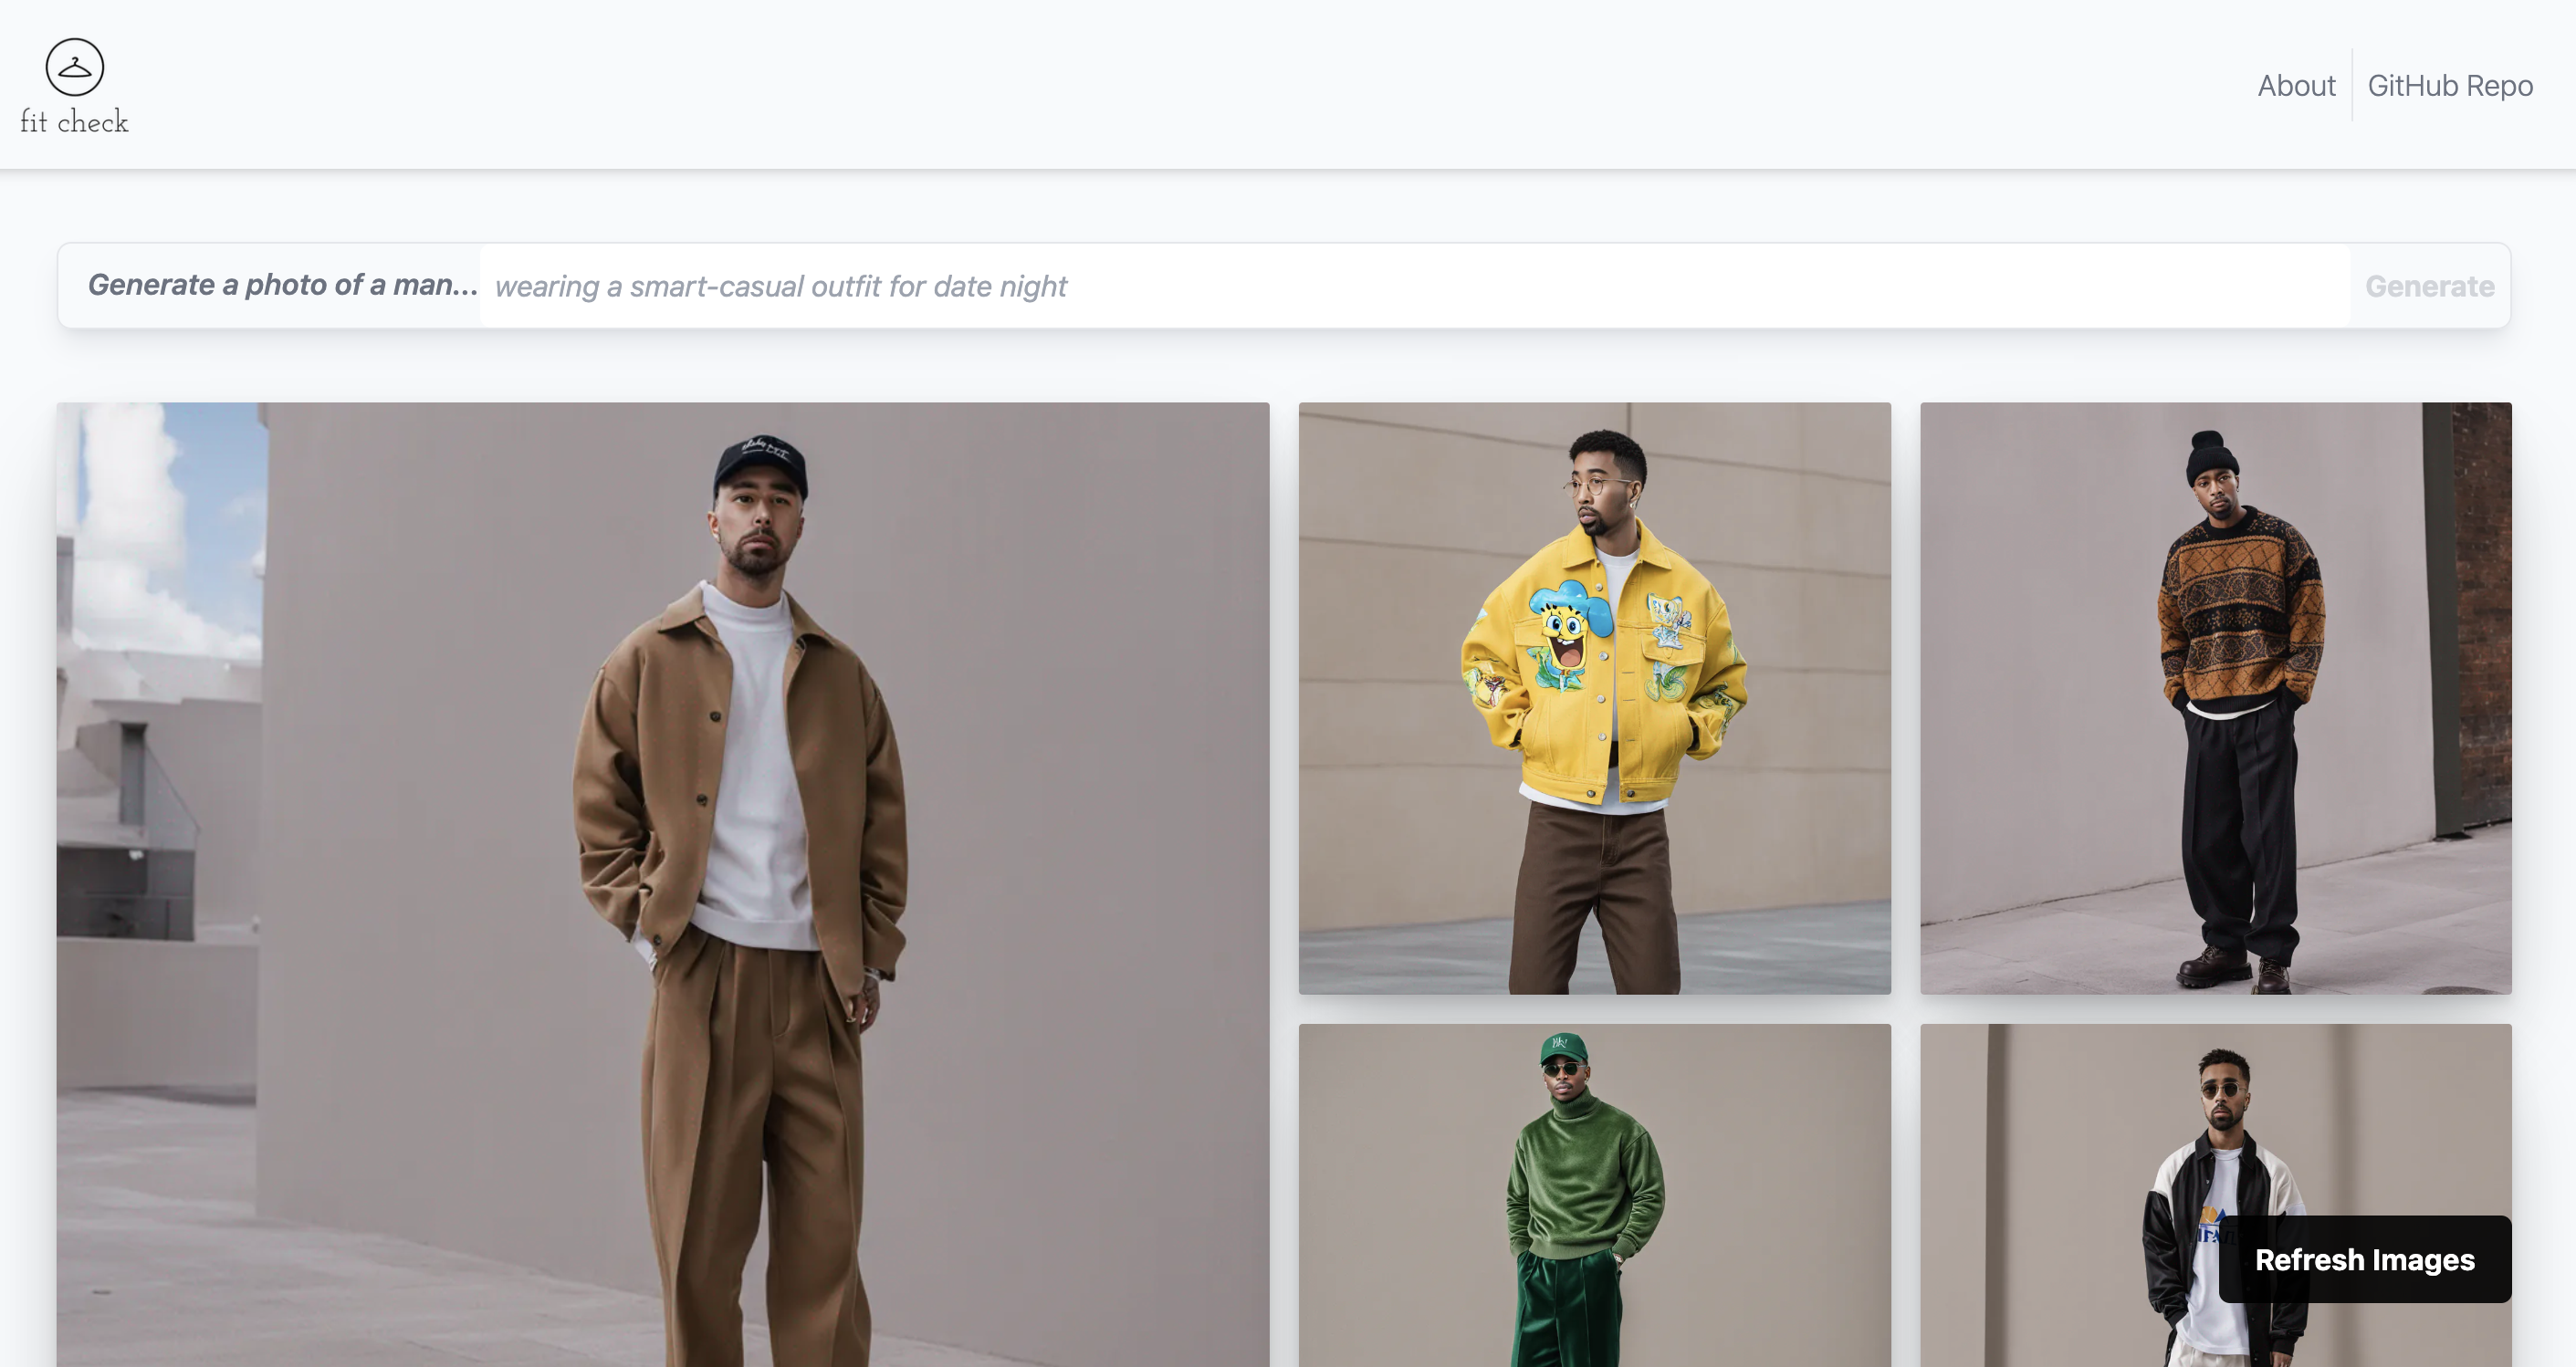 fit check
About
GitHub Repo
Generate a photo of a man... wearing a smart-casual outfit for date night Generate
Refresh Images